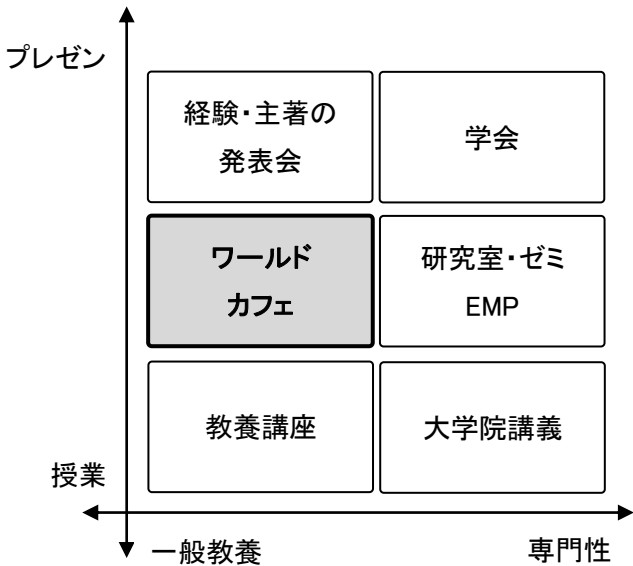 プレゼン
経験・主著の
発表会
学会
ワールド
カフェ
研究室・ゼミ
EMP
教養講座
大学院講義
授業
一般教養
専門性